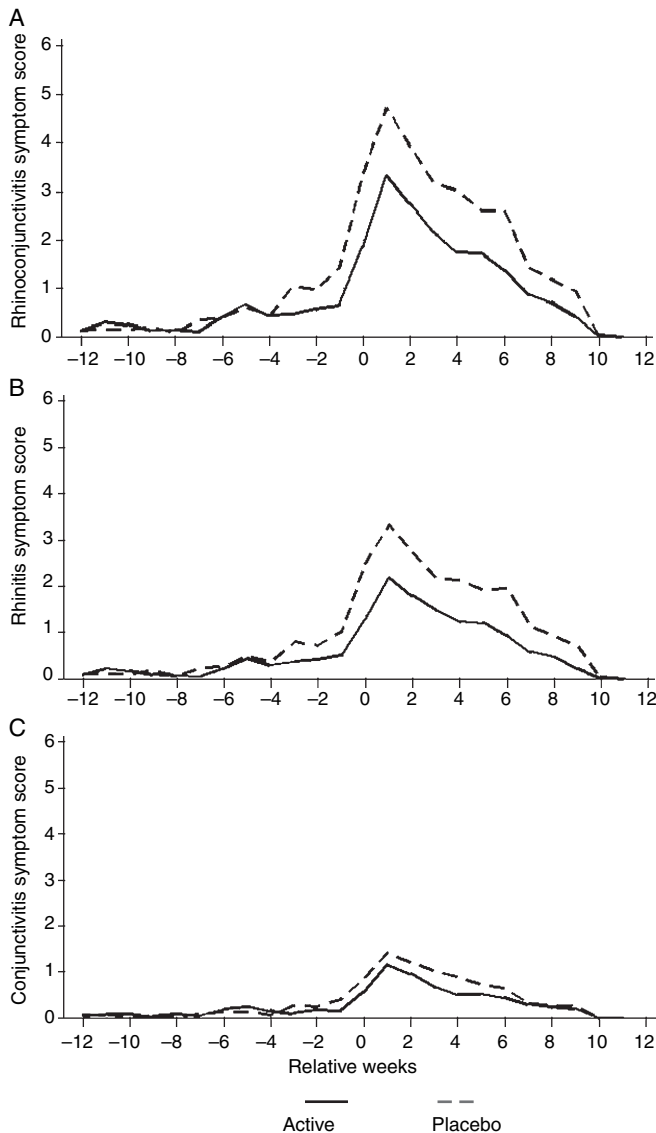 A
Rhinoconjunctivitis symptom score
6
5
4
3
2
1
0
−12 −10 −8 −6 −4 −2 0 2 4 6 8 10 12
B
Rhinitis symptom score
6
5
4
3
2
1
0
−12 −10 −8 −6 −4 −2 0 2 4 6 8 10 12
C
Conjunctivitis symptom score
6
5
4
3
2
1
0
−12 −10 −8 −6 −4 −2 0 2 4 6 8 10 12
Relative weeks
Active Placebo